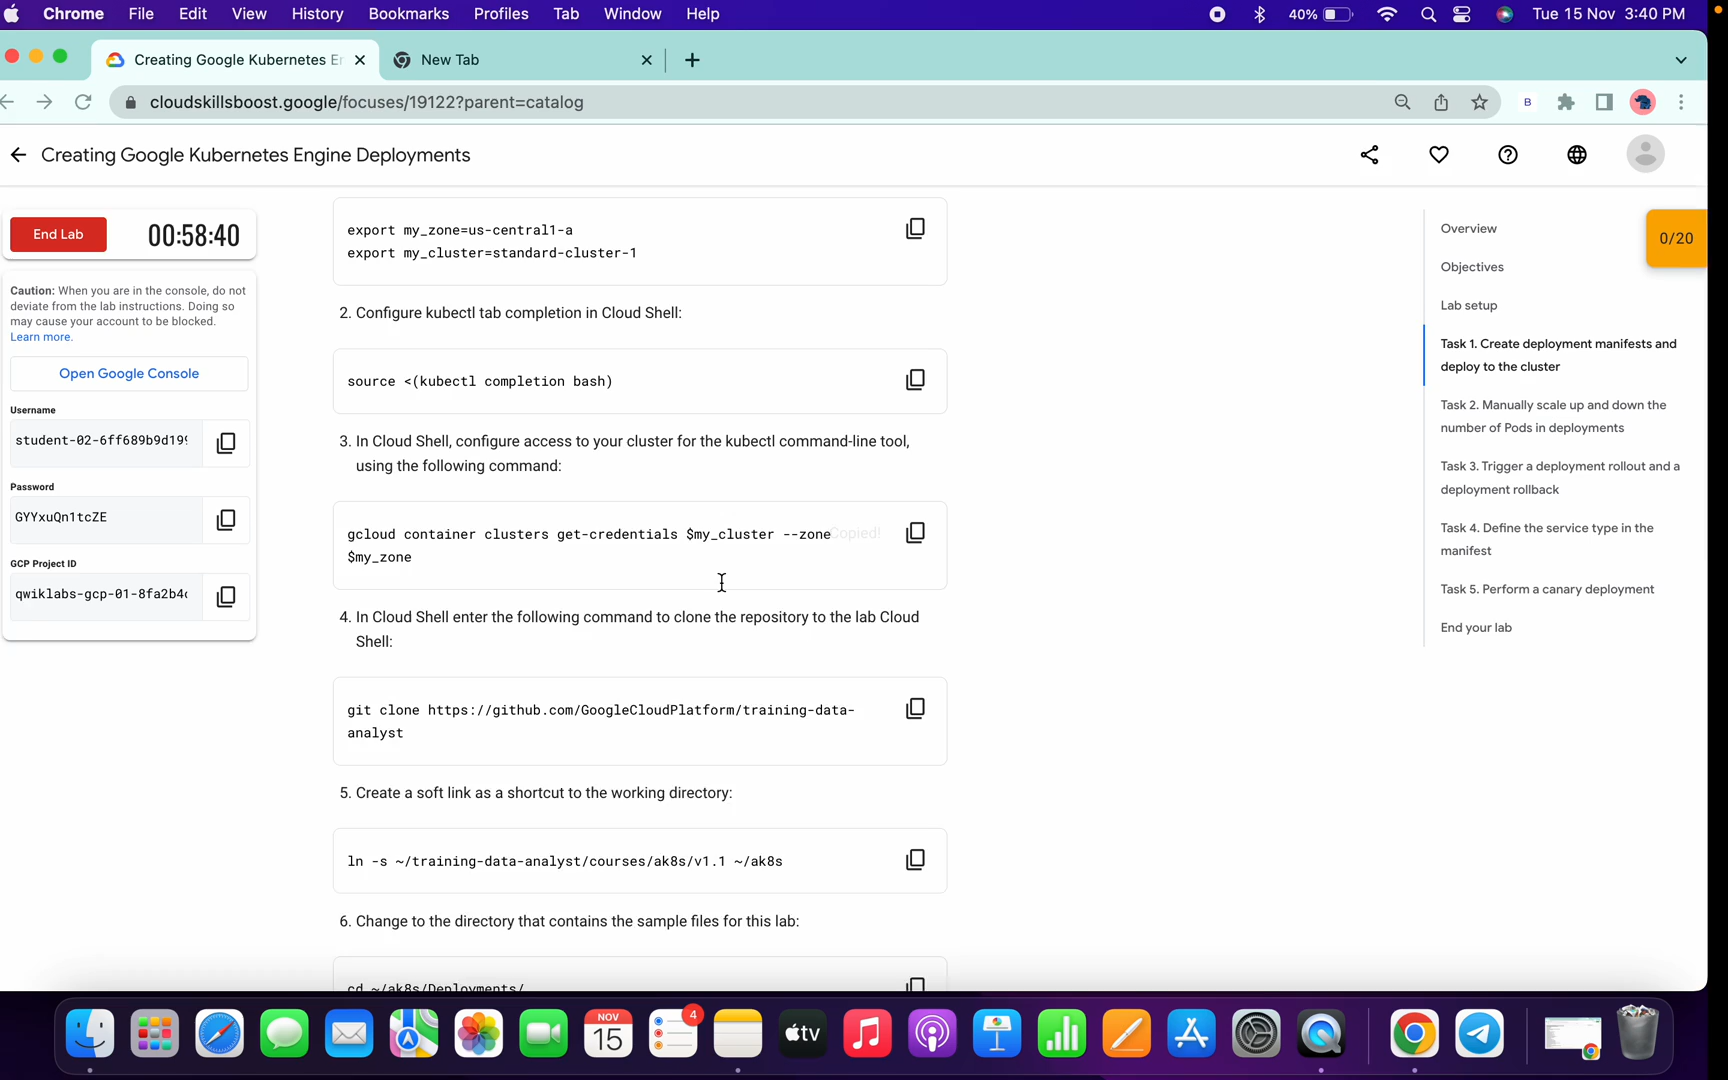 Chrome File Edit View History Bookmarks Profiles Tab Window Help 40% Tue 15 Nov 3:40 PM
Creating Google Kubernetes Er New Tab
cloudskillsboost.google/focuses/19122?parent=catalog B
Creating Google Kubernetes Engine Deployments
End Lab 00:58:40
Caution: When you are in the console, do not
deviate from the lab instructions. Doing so
may cause your account to be blocked.
Learn more.
Open Google Console
Username
student-02-6ff689b9d199
Password
GYYxuQn1tcZE
GCP Project ID
qwiklabs-gcp-01-8fa2b4
export my_zone=us-central1-a
export my_cluster=standard-cluster-1
2. Configure kubectl tab completion in Cloud Shell:
source <(kubectl completion bash)
3. In Cloud Shell, configure access to your cluster for the kubectl command-line tool,
using the following command:
gcloud container clusters get-credentials $my_cluster --zone
$my_zone
Copied!
4. In Cloud Shell enter the following command to clone the repository to the lab Cloud
Shell:
git clone https://github.com/GoogleCloudPlatform/training-data-
analyst
5. Create a soft link as a shortcut to the working directory:
ln -s ~/training-data-analyst/courses/ak8s/v1.1 ~/ak8s
6. Change to the directory that contains the sample files for this lab:
cd ~/ak8s/Deployments/
Overview
Objectives
Lab setup
Task 1. Create deployment manifests and
deploy to the cluster
Task 2. Manually scale up and down the
number of Pods in deployments
Task 3. Trigger a deployment rollout and a
deployment rollback
Task 4. Define the service type in the
manifest
Task 5. Perform a canary deployment
End your lab
0/20
NOV
15
4
tv